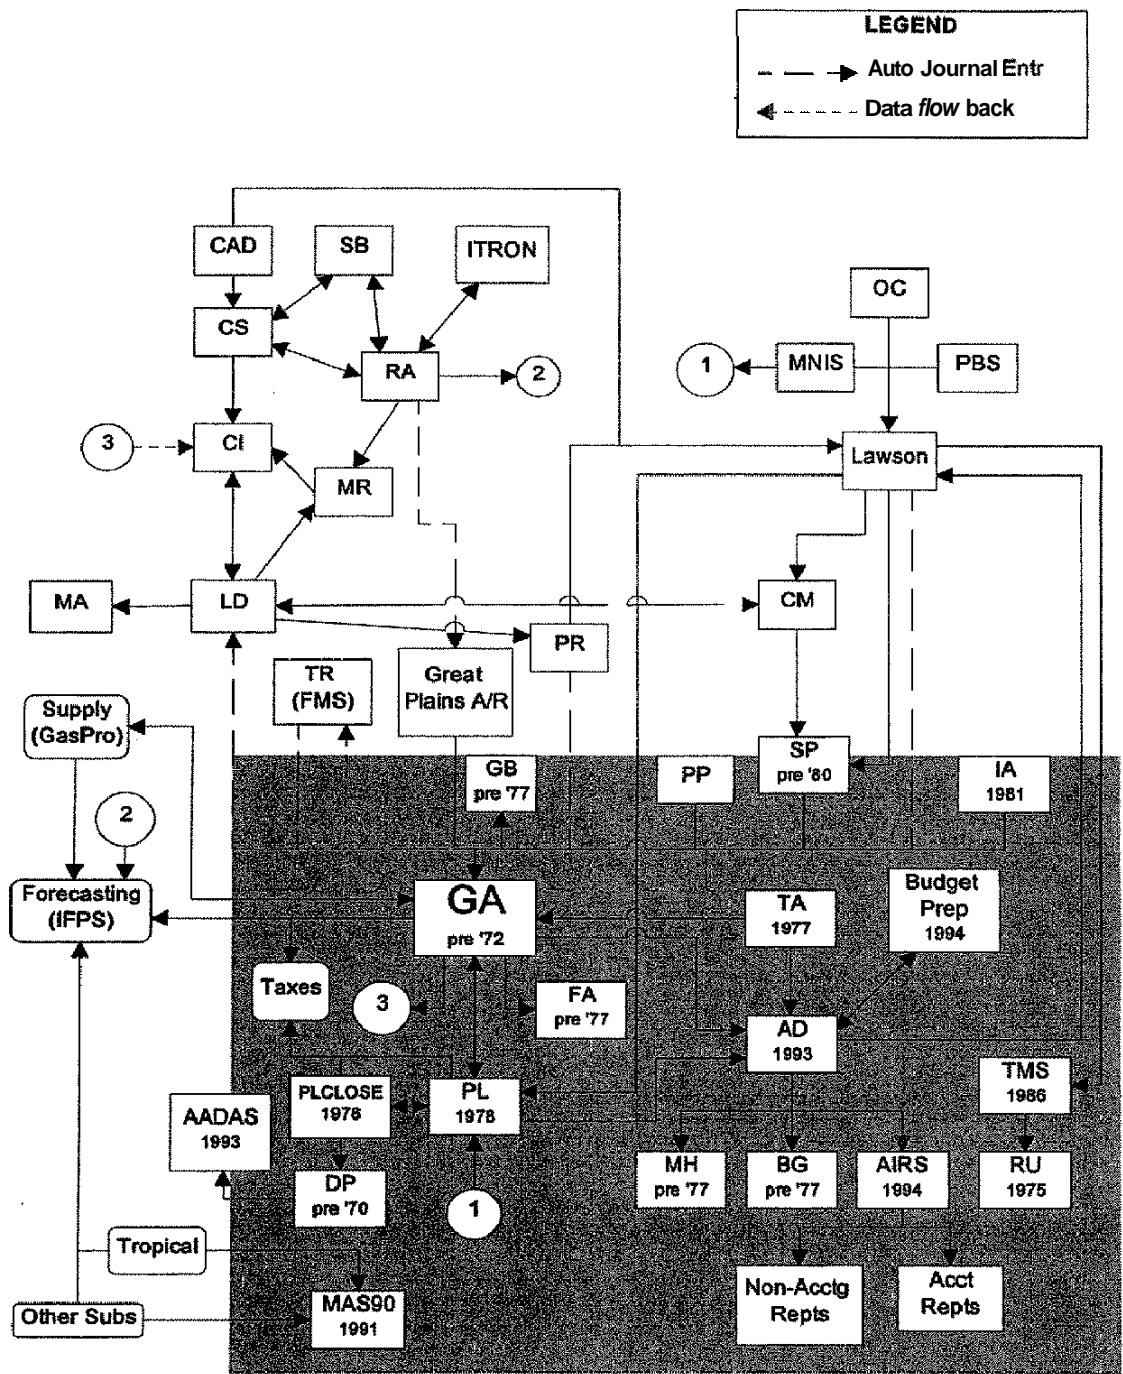 LEGEND
Auto Journal Entr
Data flow back
CAD
SB
ITRON
OC
CS
1
MNIS
PBS
RA
2
3
CI
Lawson
MR
MA
LD
CM
PR
TR
(FMS)
Great
Plains A/R
Supply
(GasPro)
GB
pre '77
PP
SP
pre '80
IA
1981
2
Forecasting
(IFPS)
GA
pre '72
TA
1977
Budget
Prep
1994
Taxes
3
FA
pre '77
AD
1993
PLCLOSE
1978
PL
1978
TMS
1986
AADAS
1993
DP
pre '70
1
MH
pre '77
BG
pre '77
AIRS
1994
RU
1975
Tropical
Non-Acctg
Repts
Acct
Repts
Other Subs
MAS90
1991